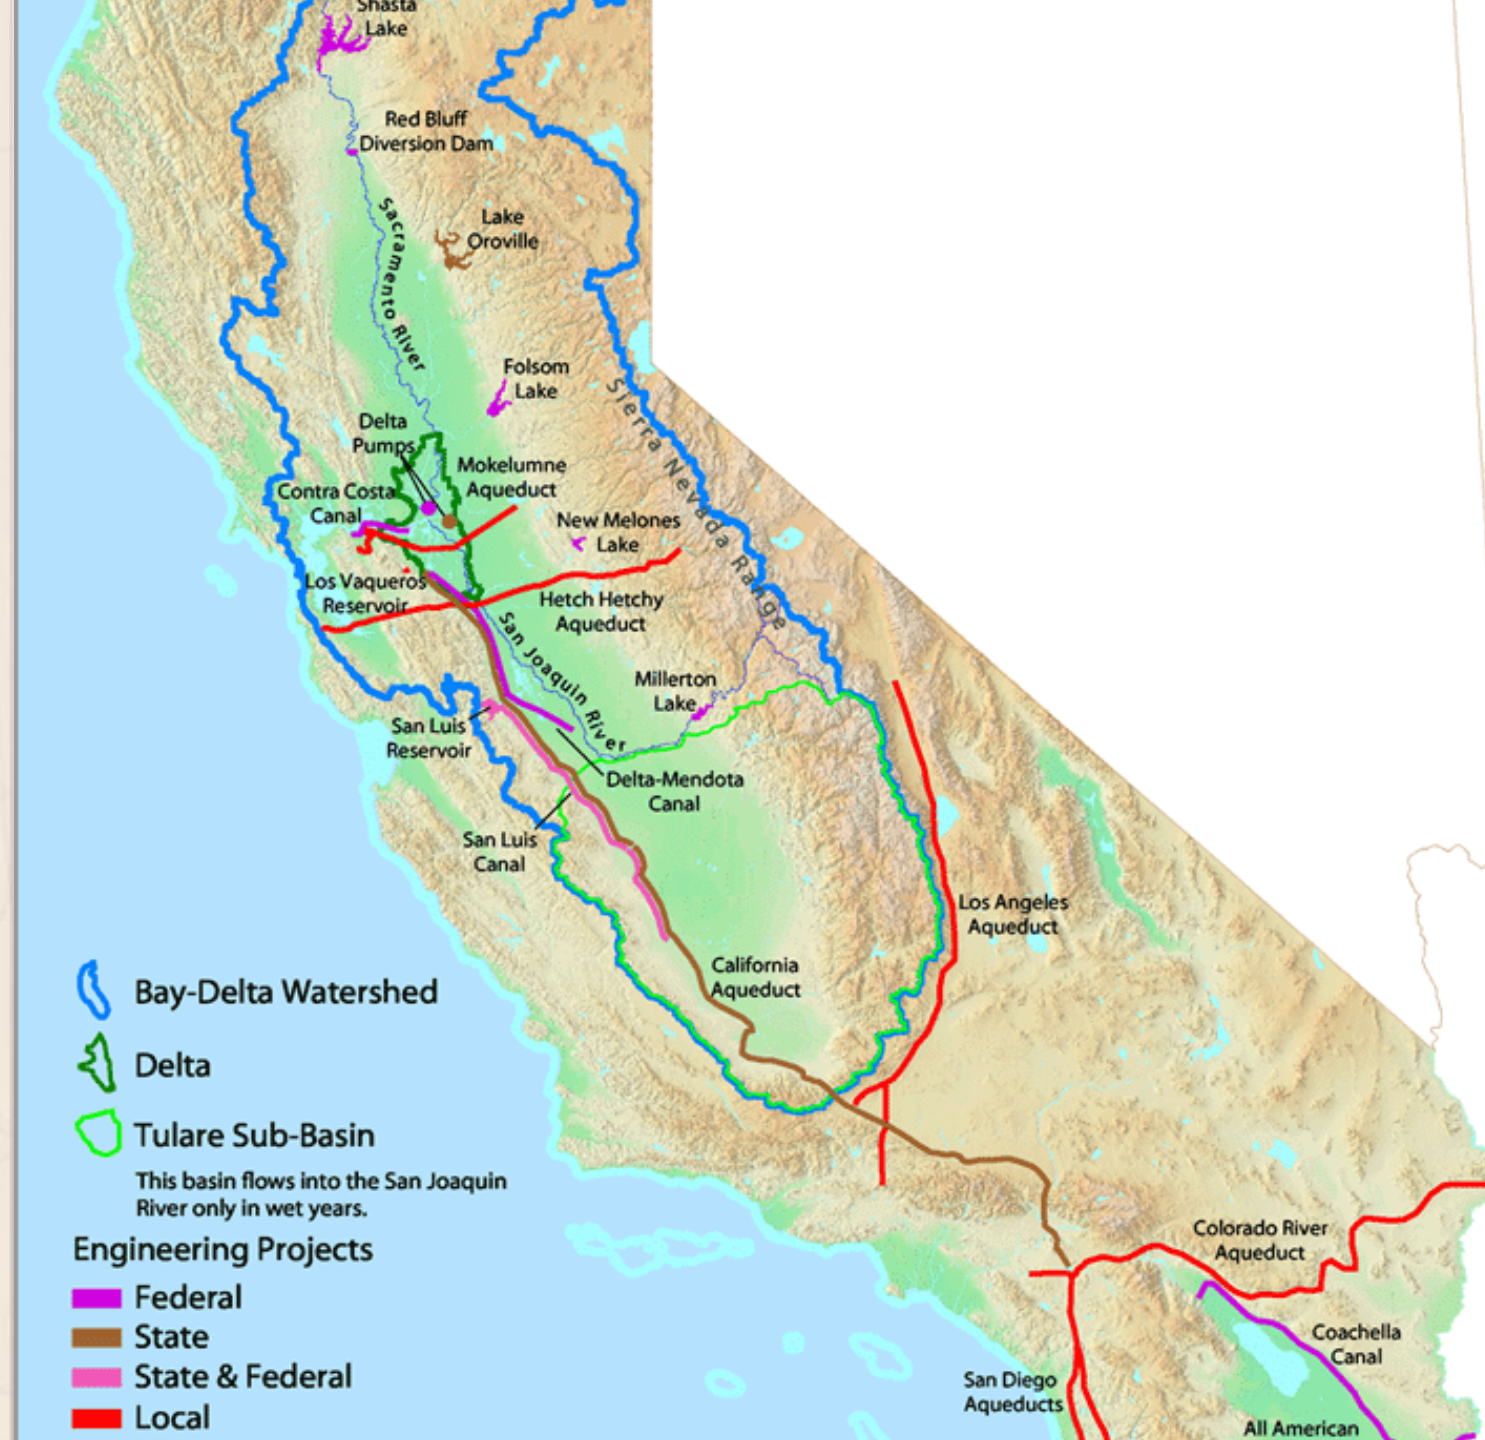 Shasta
Lake
Red Bluff
Diversion Dam
Sacramento River
Lake
Oroville
Folsom
Lake
Sierra Nevada Range
Delta
Pumps
Mokelumne
Aqueduct
Contra Costa
Canal
New Melones
Lake
Los Vaqueros
Reservoir
Hetch Hetchy
Aqueduct
San Joaquin River
Millerton
Lake
San Luis
Reservoir
Delta-Mendota
Canal
San Luis
Canal
Los Angeles
Aqueduct
California
Aqueduct
Bay-Delta Watershed
Delta
Tulare Sub-Basin
This basin flows into the San Joaquin
River only in wet years.
Engineering Projects
Federal
State
State & Federal
Local
Colorado River
Aqueduct
Coachella
Canal
San Diego
Aqueducts
All American